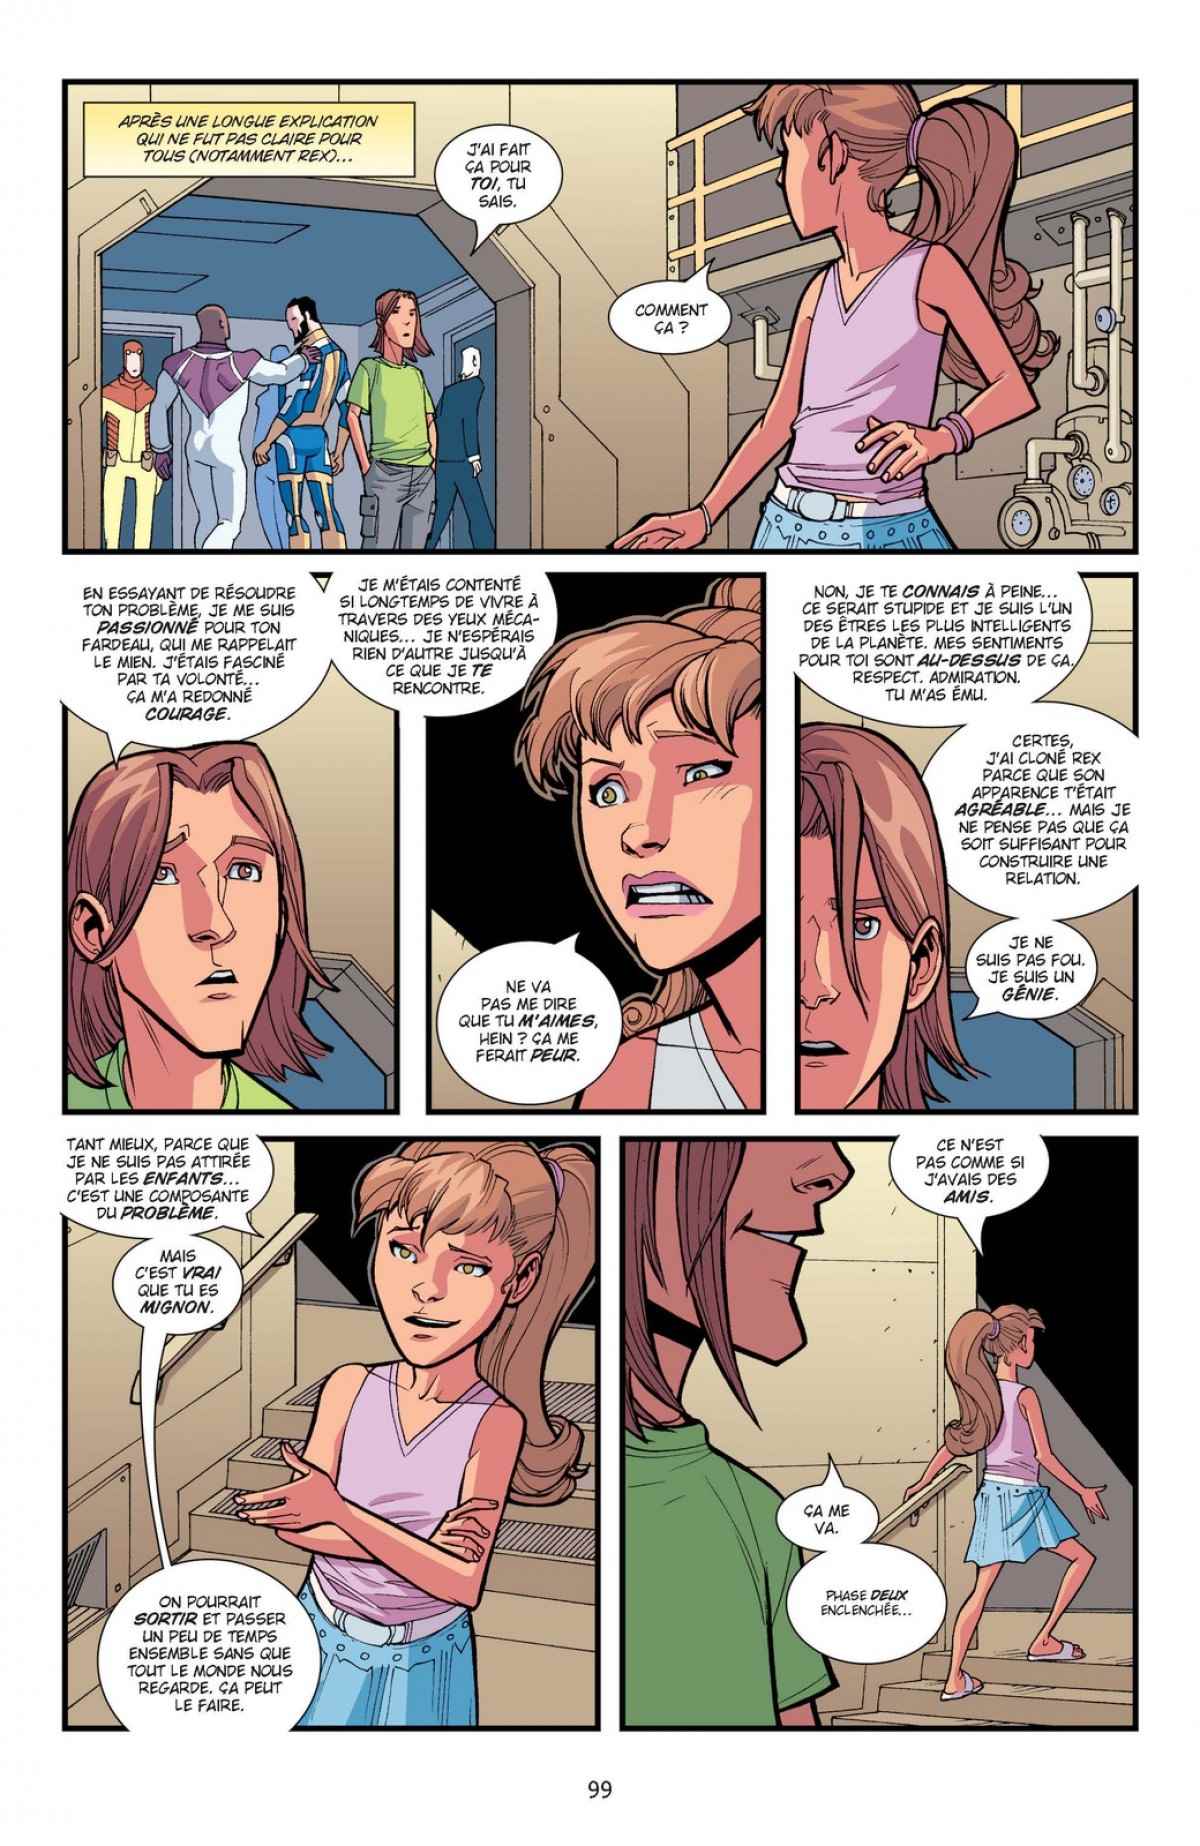 APRÈS UNE LONGUE EXPLICATION
QUI NE FUT PAS CLAIRE POUR
TOUS (NOTAMMENT REX)...
J'AI FAIT
ÇA POUR
TOI, TU
SAIS.
COMMENT
ÇA ?
EN ESSAYANT DE RÉSOUDRE
TON PROBLÈME, JE ME SUIS
PASSIONNÉ POUR TON
FARDEAU, QUI ME RAPPELAIT
LE MIEN. J'ÉTAIS FASCINÉ
PAR TA VOLONTÉ...
ÇA M'A REDONNÉ
COURAGE.
JE M'ÉTAIS CONTENTÉ
SI LONGTEMPS DE VIVRE À
TRAVERS DES YEUX MÉCA-
NIQUES... JE N'ESPÉRAIS
RIEN D'AUTRE JUSQU'À
CE QUE JE TE
RENCONTRE.
NE VA
PAS ME DIRE
QUE TU M'AIMES,
HEIN ? ÇA ME
FERAIT PEUR.
NON, JE TE CONNAIS À PEINE...
CE SERAIT STUPIDE ET JE SUIS L'UN
DES ÊTRES LES PLUS INTELLIGENTS
DE LA PLANÈTE. MES SENTIMENTS
POUR TOI SONT AU-DESSUS DE ÇA.
RESPECT. ADMIRATION.
TU M'AS ÉMU.
CERTES,
J'AI CLONÉ REX
PARCE QUE SON
APPARENCE T'ÉTAIT
AGRÉABLE... MAIS JE
NE PENSE PAS QUE ÇA
SOIT SUFFISANT POUR
CONSTRUIRE UNE
RELATION.
JE NE
SUIS PAS FOU.
JE SUIS UN
GÉNIE.
TANT MIEUX, PARCE QUE
JE NE SUIS PAS ATTIRÉE
PAR LES ENFANTS...
C'EST UNE COMPOSANTE
DU PROBLÈME.
MAIS
C'EST VRAI
QUE TU ES
MIGNON.
ON POURRAIT
SORTIR ET PASSER
UN PEU DE TEMPS
ENSEMBLE SANS QUE
TOUT LE MONDE NOUS
REGARDE. ÇA PEUT
LE FAIRE.
CE N'EST
PAS COMME SI
J'AVAIS DES
AMIS.
ÇA ME
VA.
PHASE DEUX
ENCLENCHÉE...
99